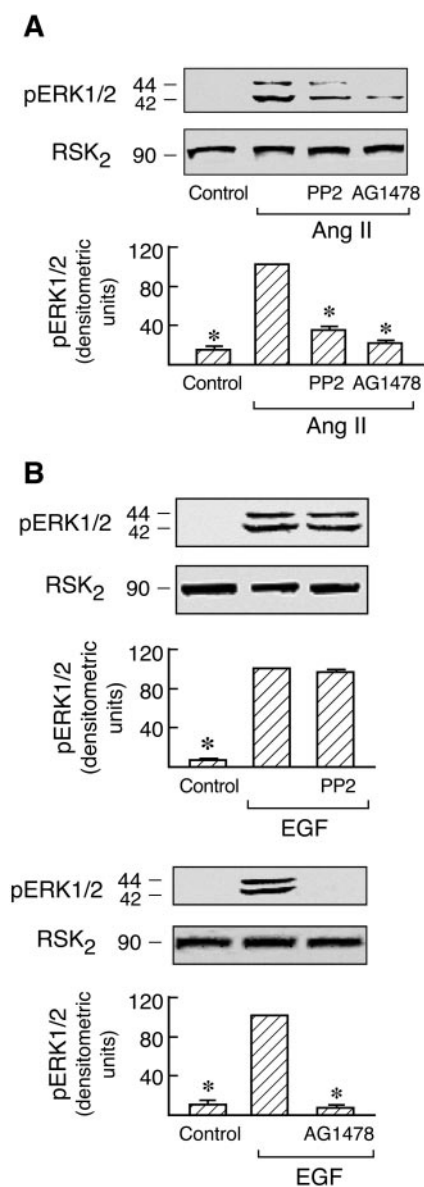 A
pERK1/2 44 –
42 –
RSK2 90 –
Control PP2 AG1478
Ang II
pERK1/2
(densitometric
units)
120
80
40
* * *
Control PP2 AG1478
Ang II
B
pERK1/2 44 –
42 –
RSK2 90 –
pERK1/2
(densitometric
units)
120
80
40
*
Control PP2
EGF
pERK1/2 44 –
42 –
RSK2 90 –
pERK1/2
(densitometric
units)
120
80
40
* *
Control AG1478
EGF